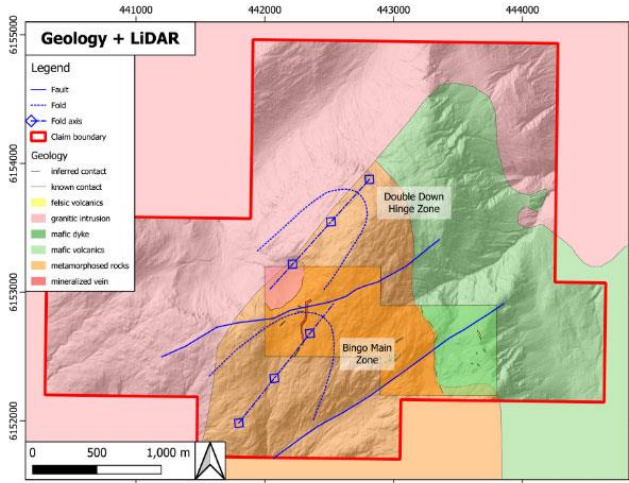 441000 442000 443000 444000
6155000
6154000
6153000
6152000
Geology + LiDAR
Legend
Fault
Fold
Fold axis
Claim boundary
Geology
inferred contact
known contact
felsic volcanics
granitic intrusion
mafic dyke
mafic volcanics
metamorphosed rocks
mineralized vein
Double Down
Hinge Zone
Bingo Main
Zone
0 500 1,000 m